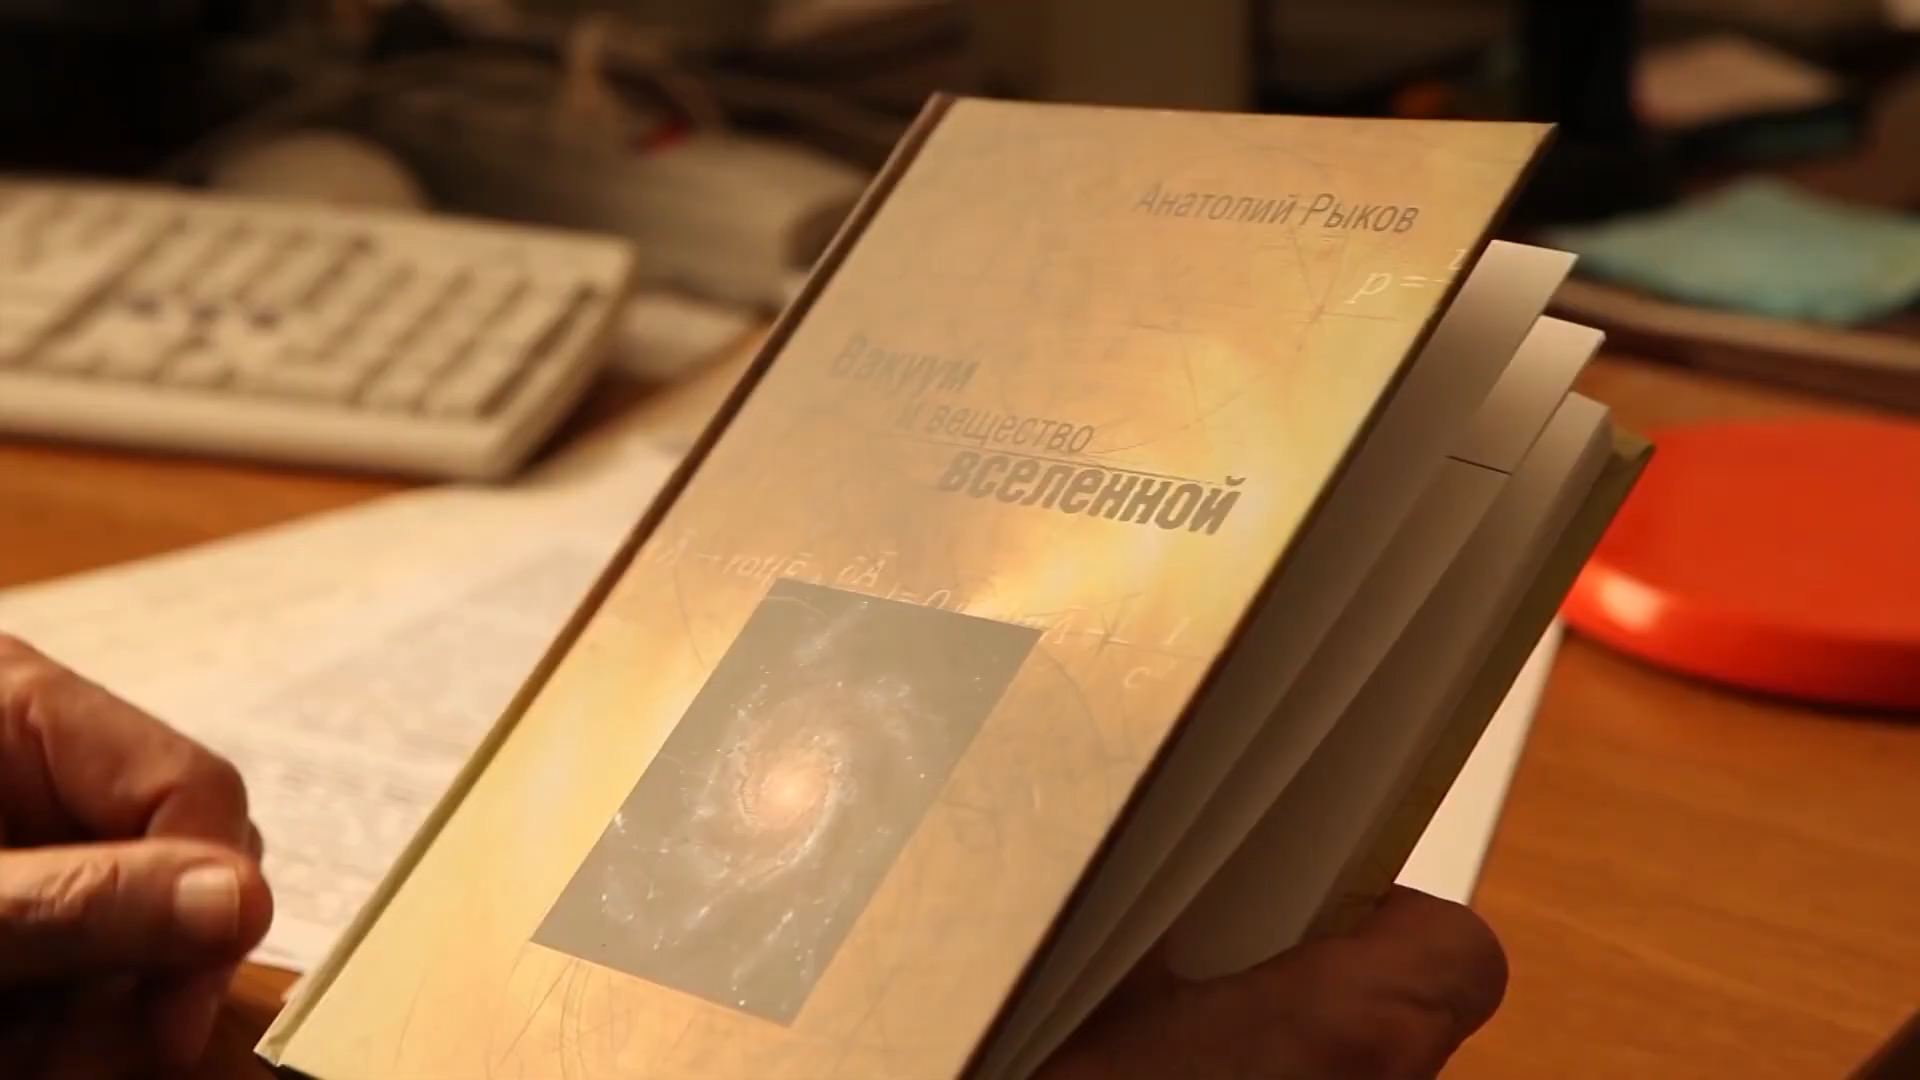 Анатолий Рыков
p =
Вакуум
и вещество
вселенной